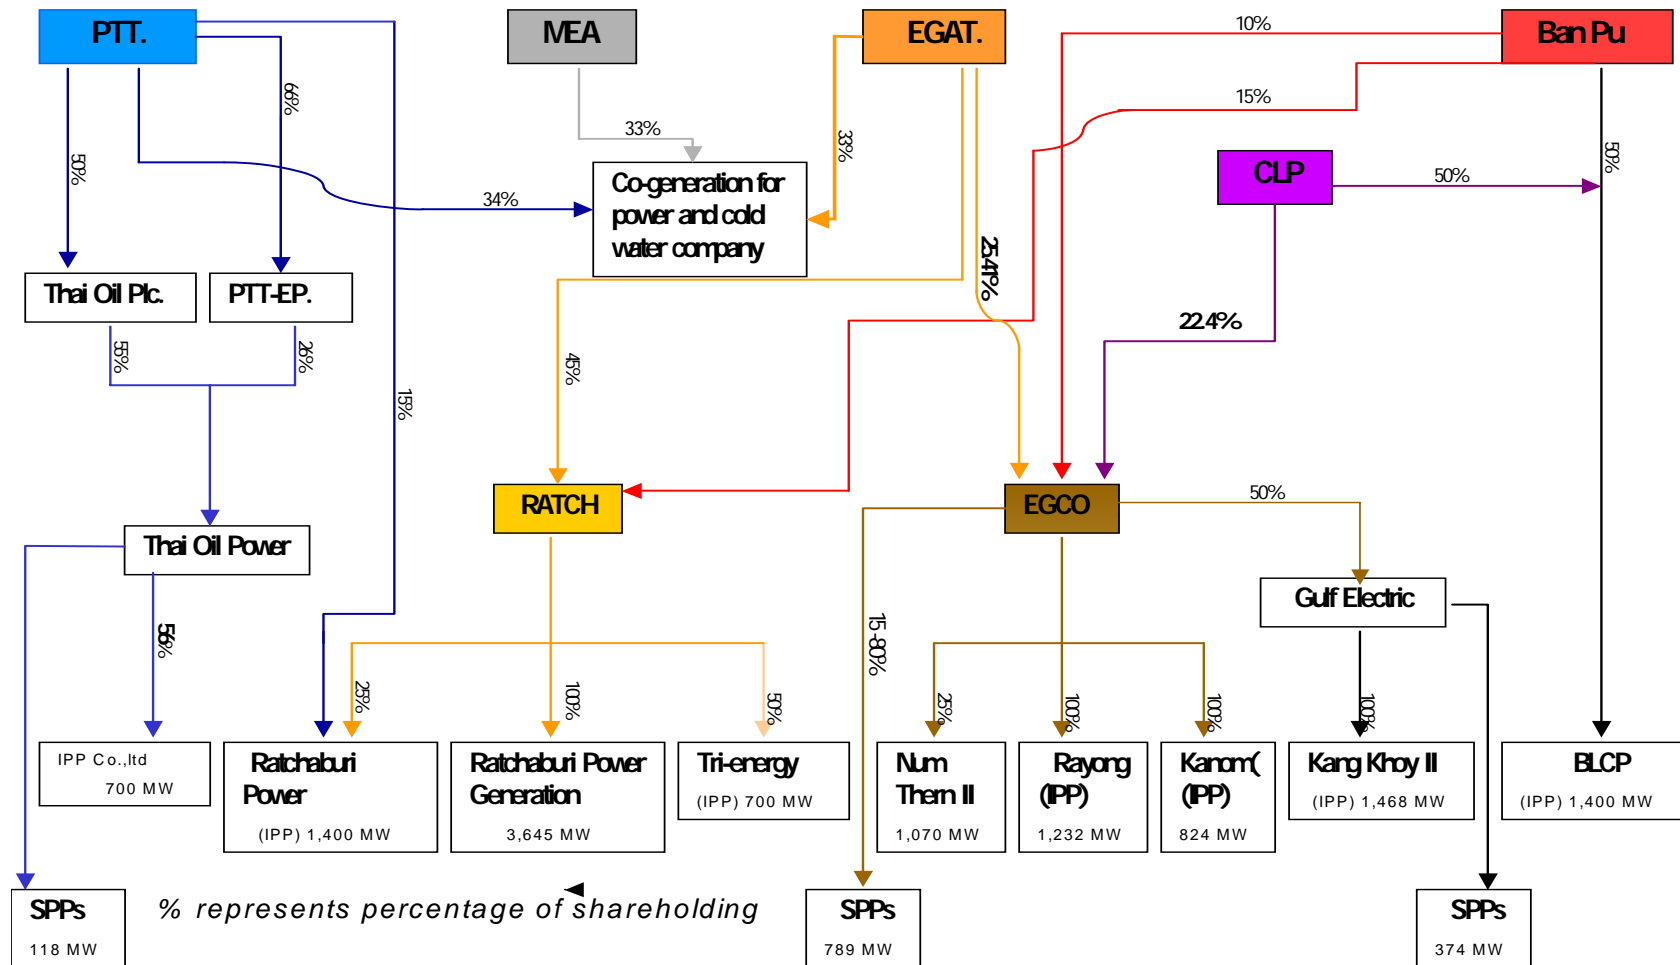 PTT.
MEA
EGAT.
10%
Ban Pu
66%
15%
33%
33%
50%
50%
CLP
50%
Co-generation for
power and cold
water company
34%
25.41%
Thai Oil Plc.
PTT-EP.
22.4%
55%
26%
45%
15%
RATCH
EGCO
50%
Thai Oil Power
Gulf Electric
56%
15-80%
25%
100%
50%
25%
100%
100%
100%
IPP Co.,ltd
700 MW
Ratchaburi
Power
(IPP) 1,400 MW
Ratchaburi Power
Generation
3,645 MW
Tri-energy
(IPP) 700 MW
Num
Thern II
1,070 MW
Rayong
(IPP)
1,232 MW
Kanom(
(IPP)
824 MW
Kang Khoy II
(IPP) 1,468 MW
BLCP
(IPP) 1,400 MW
SPPs
118 MW
% represents percentage of shareholding
SPPs
789 MW
SPPs
374 MW